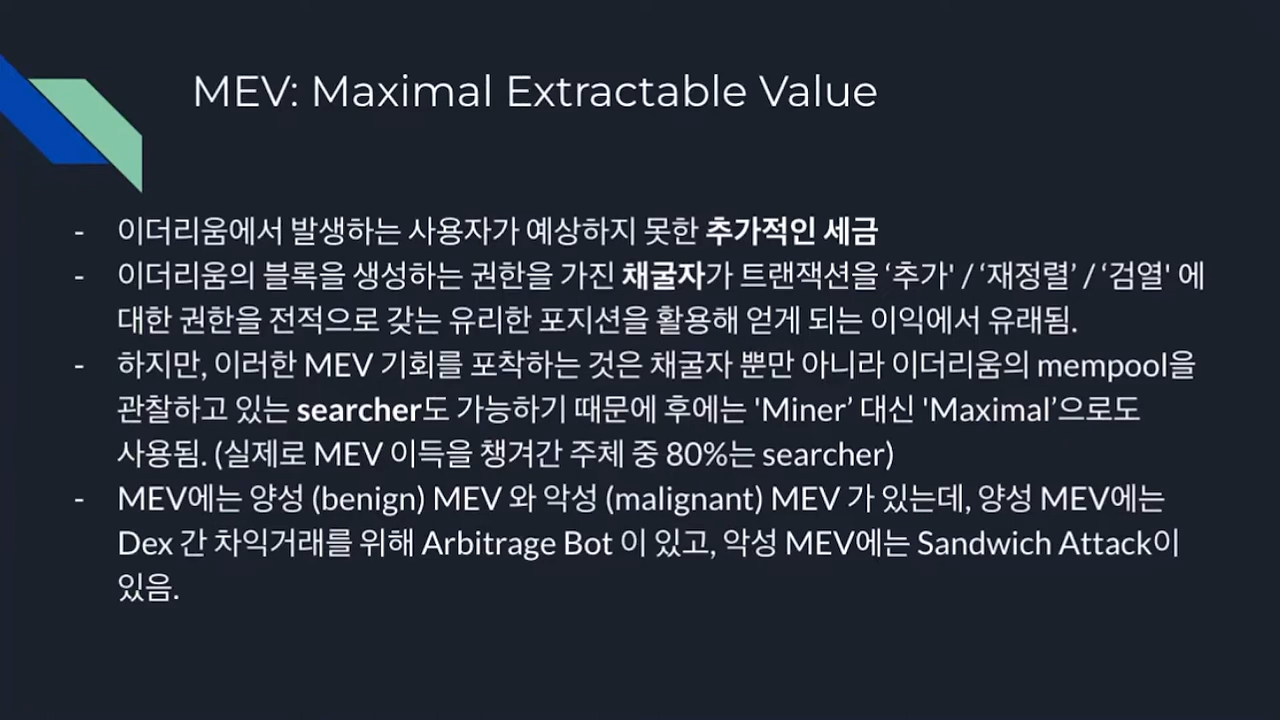 MEV: Maximal Extractable Value
- 이더리움에서 발생하는 사용자가 예상하지 못한 추가적인 세금
- 이더리움의 블록을 생성하는 권한을 가진 채굴자가 트랜잭션을 ‘추가' / ‘재정렬’ / ‘검열' 에
대한 권한을 전적으로 갖는 유리한 포지션을 활용해 얻게 되는 이익에서 유래됨.
- 하지만, 이러한 MEV 기회를 포착하는 것은 채굴자 뿐만 아니라 이더리움의 mempool을
관찰하고 있는 searcher도 가능하기 때문에 후에는 'Miner’ 대신 'Maximal’으로도
사용됨. (실제로 MEV 이득을 챙겨간 주체 중 80%는 searcher)
- MEV에는 양성 (benign) MEV 와 악성 (malignant) MEV 가 있는데, 양성 MEV에는
Dex 간 차익거래를 위해 Arbitrage Bot 이 있고, 악성 MEV에는 Sandwich Attack이
있음.